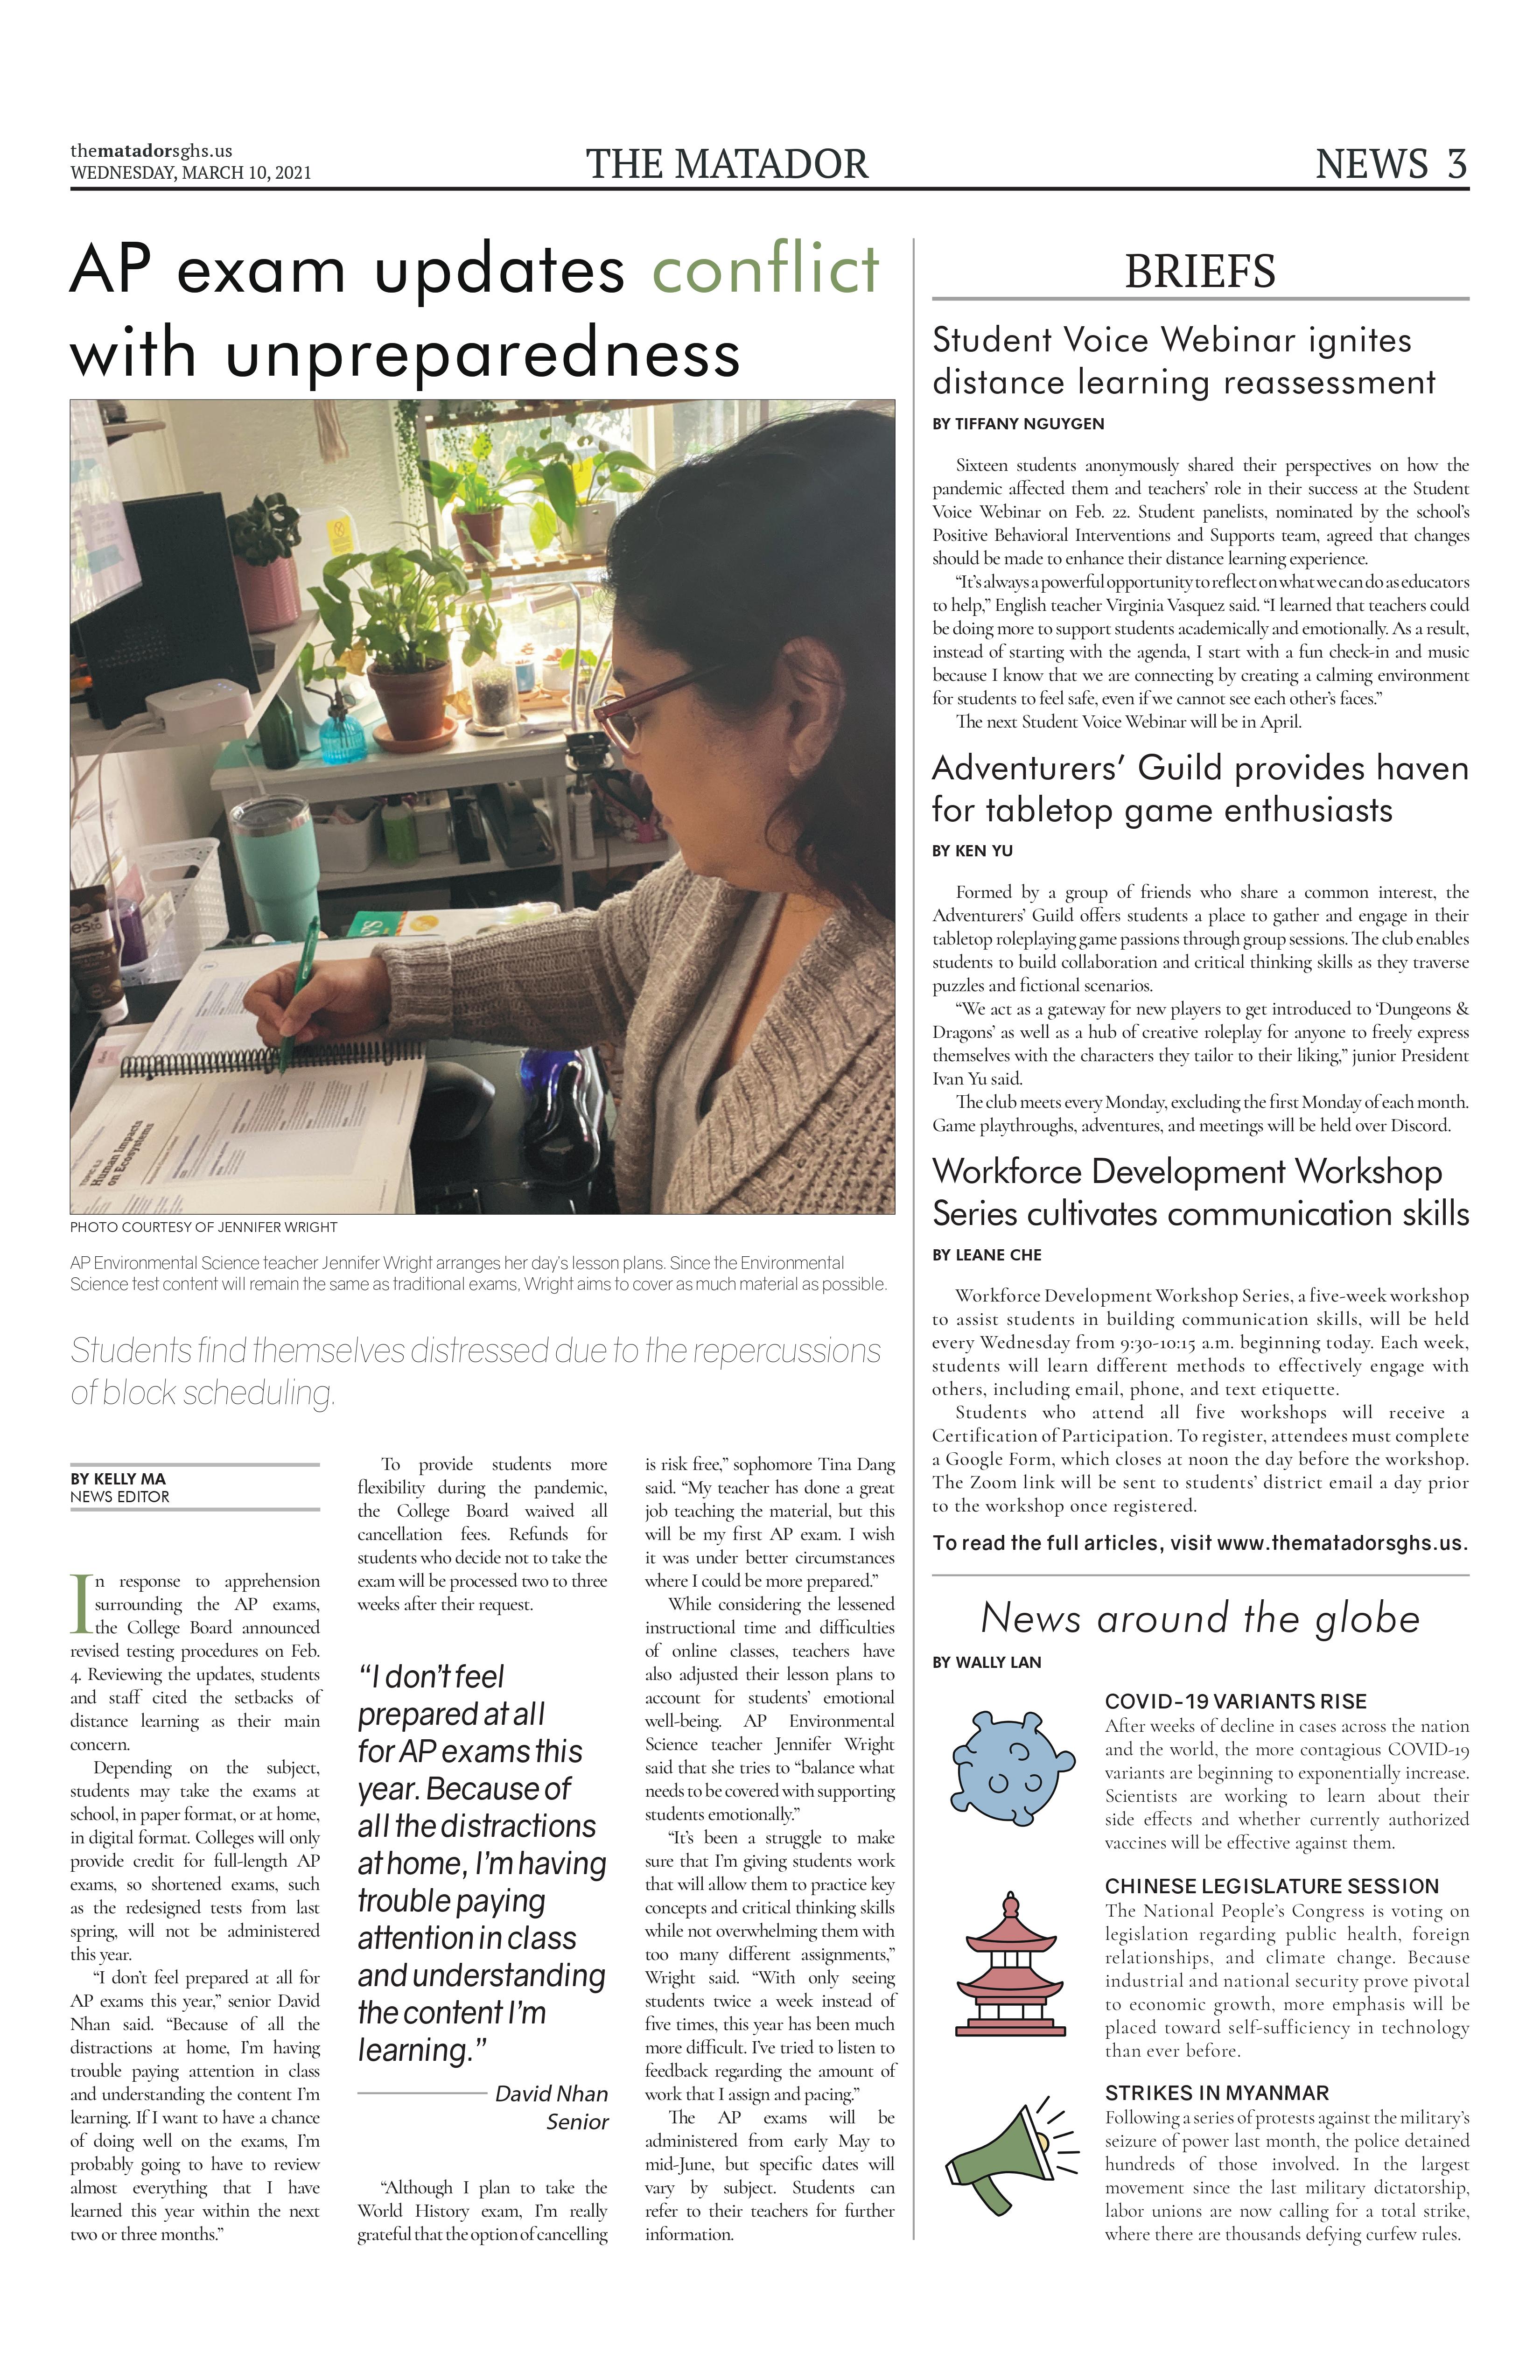 thematadorsghs.us
WEDNESDAY, MARCH 10, 2021
THE MATADOR
NEWS 3
AP exam updates conflict
with unpreparedness
TOPIC 8.2
Human Impacts
on Ecosystems
PHOTO COURTESY OF JENNIFER WRIGHT
AP Environmental Science teacher Jennifer Wright arranges her day's lesson plans. Since the Environmental
Science test content will remain the same as traditional exams, Wright aims to cover as much material as possible.
Students find themselves distressed due to the repercussions
of block scheduling.
BY KELLY MA
NEWS EDITOR
In response to apprehension
surrounding the AP exams,
the College Board announced
revised testing procedures on Feb.
4. Reviewing the updates, students
and staff cited the setbacks of
distance learning as their main
concern.
Depending on the subject,
students may take the exams at
school, in paper format, or at home,
in digital format. Colleges will only
provide credit for full-length AP
exams, so shortened exams, such
as the redesigned tests from last
spring, will not be administered
this year.
“I don’t feel prepared at all for
AP exams this year,” senior David
Nhan said. “Because of all the
distractions at home, I’m having
trouble paying attention in class
and understanding the content I’m
learning. If I want to have a chance
of doing well on the exams, I’m
probably going to have to review
almost everything that I have
learned this year within the next
two or three months.”
To provide students more
flexibility during the pandemic,
the College Board waived all
cancellation fees. Refunds for
students who decide not to take the
exam will be processed two to three
weeks after their request.
“I don’t feel
prepared at all
for AP exams this
year. Because of
all the distractions
at home, I’m having
trouble paying
attention in class
and understanding
the content I’m
learning.”
David Nhan
Senior
“Although I plan to take the
World History exam, I’m really
grateful that the option of cancelling
is risk free,” sophomore Tina Dang
said. “My teacher has done a great
job teaching the material, but this
will be my first AP exam. I wish
it was under better circumstances
where I could be more prepared.”
While considering the lessened
instructional time and difficulties
of online classes, teachers have
also adjusted their lesson plans to
account for students’ emotional
well-being. AP Environmental
Science teacher Jennifer Wright
said that she tries to “balance what
needs to be covered with supporting
students emotionally.”
“It’s been a struggle to make
sure that I’m giving students work
that will allow them to practice key
concepts and critical thinking skills
while not overwhelming them with
too many different assignments,”
Wright said. “With only seeing
students twice a week instead of
five times, this year has been much
more difficult. I’ve tried to listen to
feedback regarding the amount of
work that I assign and pacing.”
The AP exams will be
administered from early May to
mid-June, but specific dates will
vary by subject. Students can
refer to their teachers for further
information.
BRIEFS
Student Voice Webinar ignites
distance learning reassessment
BY TIFFANY NGUYGEN
Sixteen students anonymously shared their perspectives on how the
pandemic affected them and teachers’ role in their success at the Student
Voice Webinar on Feb. 22. Student panelists, nominated by the school’s
Positive Behavioral Interventions and Supports team, agreed that changes
should be made to enhance their distance learning experience.
“It’s always a powerful opportunity to reflect on what we can do as educators
to help,” English teacher Virginia Vasquez said. “I learned that teachers could
be doing more to support students academically and emotionally. As a result,
instead of starting with the agenda, I start with a fun check-in and music
because I know that we are connecting by creating a calming environment
for students to feel safe, even if we cannot see each other’s faces.”
The next Student Voice Webinar will be in April.
Adventurers’ Guild provides haven
for tabletop game enthusiasts
BY KEN YU
Formed by a group of friends who share a common interest, the
Adventurers’ Guild offers students a place to gather and engage in their
tabletop roleplaying game passions through group sessions. The club enables
students to build collaboration and critical thinking skills as they traverse
puzzles and fictional scenarios.
“We act as a gateway for new players to get introduced to ‘Dungeons &
Dragons’ as well as a hub of creative roleplay for anyone to freely express
themselves with the characters they tailor to their liking,” junior President
Ivan Yu said.
The club meets every Monday, excluding the first Monday of each month.
Game playthroughs, adventures, and meetings will be held over Discord.
Workforce Development Workshop
Series cultivates communication skills
BY LEANE CHE
Workforce Development Workshop Series, a five-week workshop
to assist students in building communication skills, will be held
every Wednesday from 9:30-10:15 a.m. beginning today. Each week,
students will learn different methods to effectively engage with
others, including email, phone, and text etiquette.
Students who attend all five workshops will receive a
Certification of Participation. To register, attendees must complete
a Google Form, which closes at noon the day before the workshop.
The Zoom link will be sent to students’ district email a day prior
to the workshop once registered.
To read the full articles, visit www.thematadorsghs.us.
News around the globe
BY WALLY LAN
COVID-19 VARIANTS RISE
After weeks of decline in cases across the nation
and the world, the more contagious COVID-19
variants are beginning to exponentially increase.
Scientists are working to learn about their
side effects and whether currently authorized
vaccines will be effective against them.
CHINESE LEGISLATURE SESSION
The National People’s Congress is voting on
legislation regarding public health, foreign
relationships, and climate change. Because
industrial and national security prove pivotal
to economic growth, more emphasis will be
placed toward self-sufficiency in technology
than ever before.
STRIKES IN MYANMAR
Following a series of protests against the military’s
seizure of power last month, the police detained
hundreds of those involved. In the largest
movement since the last military dictatorship,
labor unions are now calling for a total strike,
where there are thousands defying curfew rules.